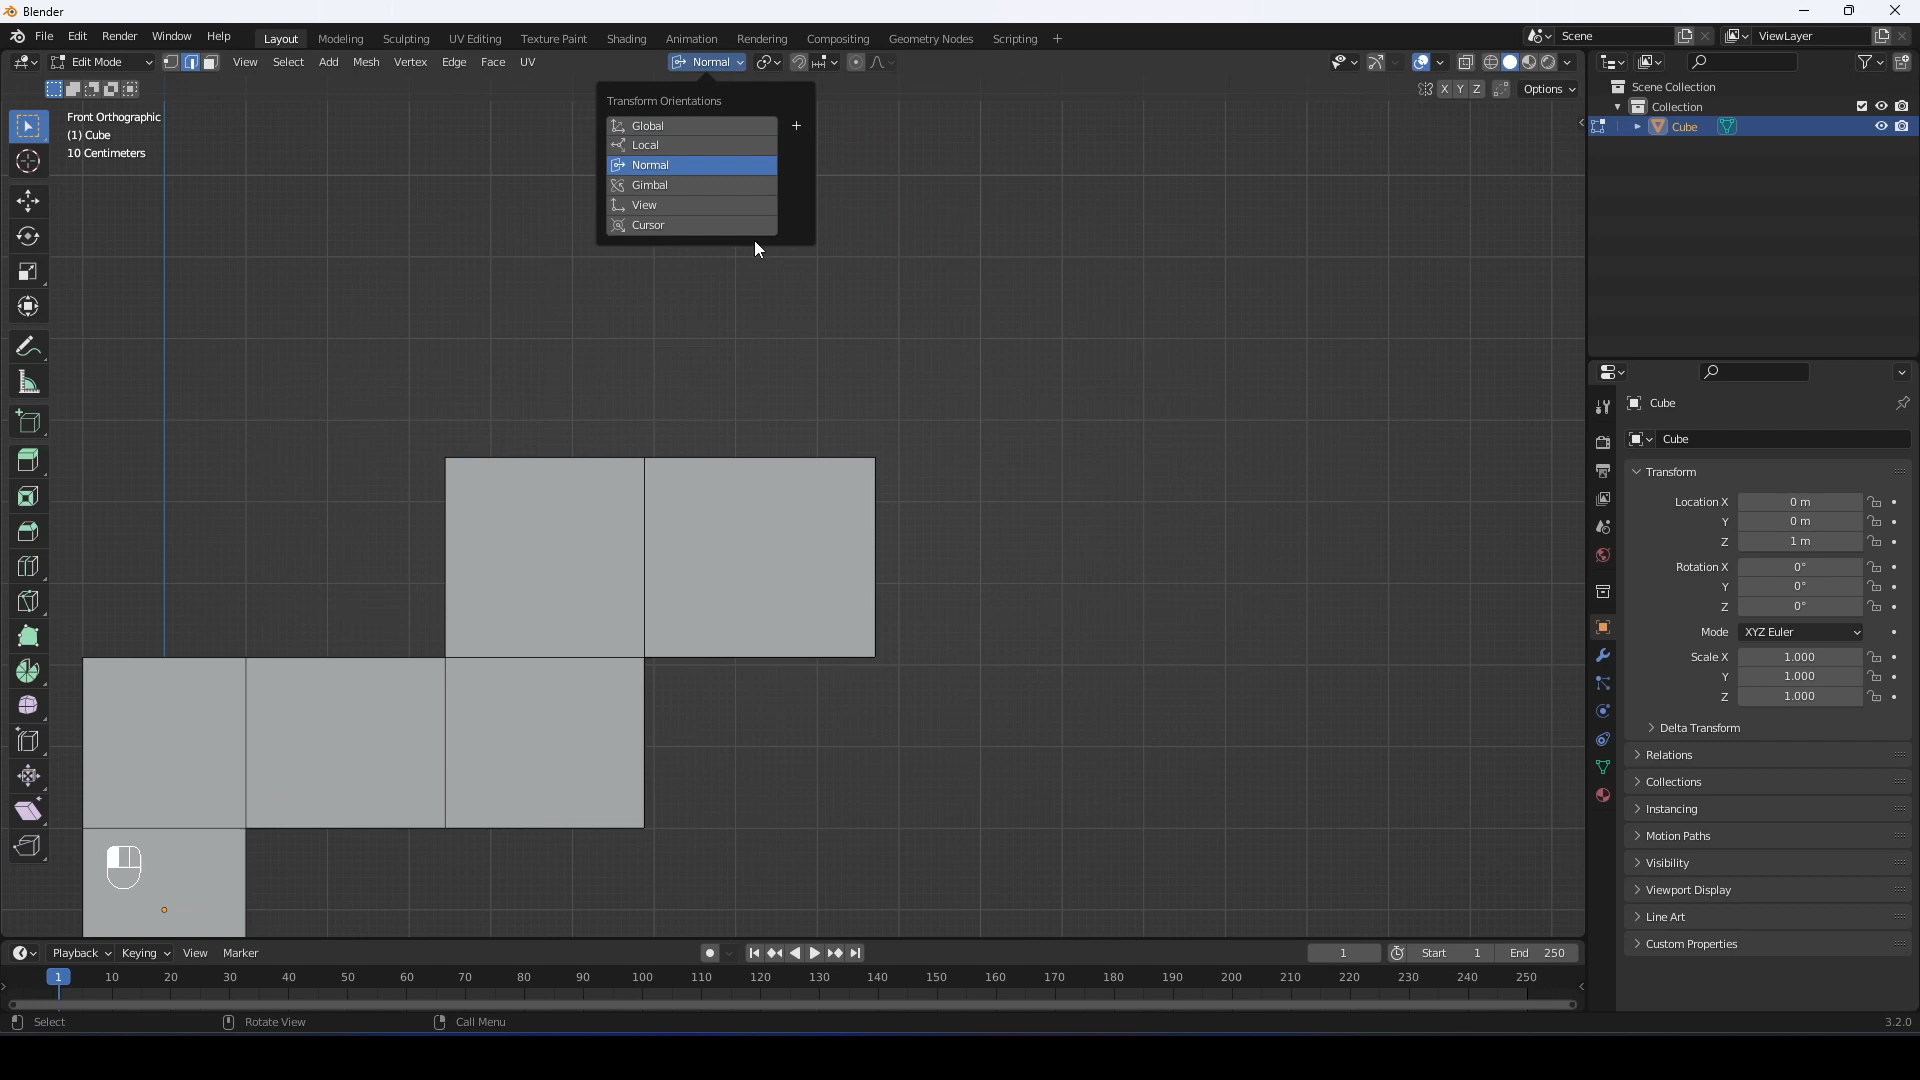 Blender
File Edit Render Window Help Layout Modeling Sculpting UV Editing Texture Paint Shading Animation Rendering Compositing Geometry Nodes Scripting + Scene ViewLayer
Edit Mode View Select Add Mesh Vertex Edge Face UV Normal
X Y Z Options
Front Orthographic
(1) Cube
10 Centimeters
Transform Orientations
Global
Local
Normal
Gimbal
View
Cursor
Scene Collection
Collection
Cube
Cube
Cube
Transform
Location X 0 m
Y 0 m
Z 1 m
Rotation X 0°
Y 0°
Z 0°
Mode XYZ Euler
Scale X 1.000
Y 1.000
Z 1.000
Delta Transform
Relations
Collections
Instancing
Motion Paths
Visibility
Viewport Display
Line Art
Custom Properties
Playback Keying View Marker 1 Start 1 End 250
1 10 20 30 40 50 60 70 80 90 100 110 120 130 140 150 160 170 180 190 200 210 220 230 240 250
Select Rotate View Call Menu 3.2.0